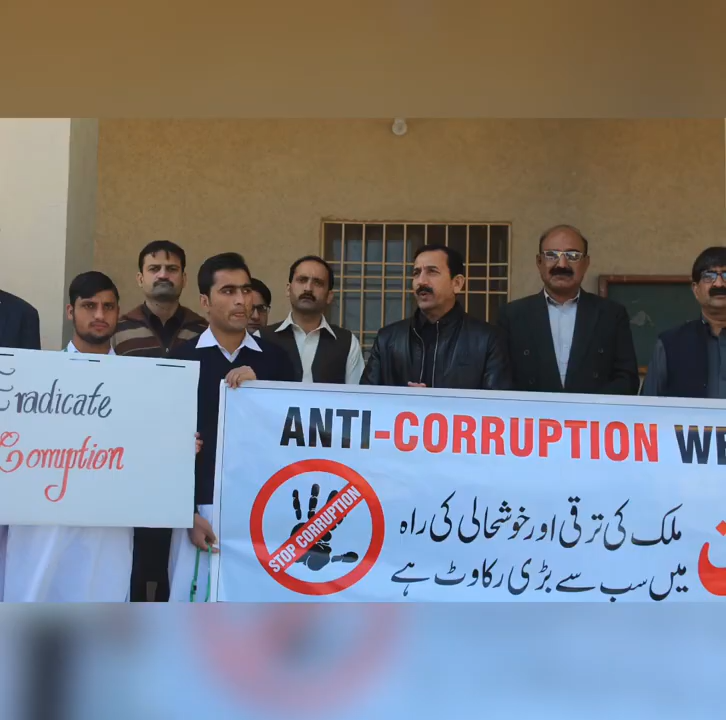 Eradicate
Corruption
ANTI-CORRUPTION WE
STOP CORRUPTION
ملک کی ترقی اور خوشحالی کی راہ
میں سب سے بڑی رکاوٹ ہے